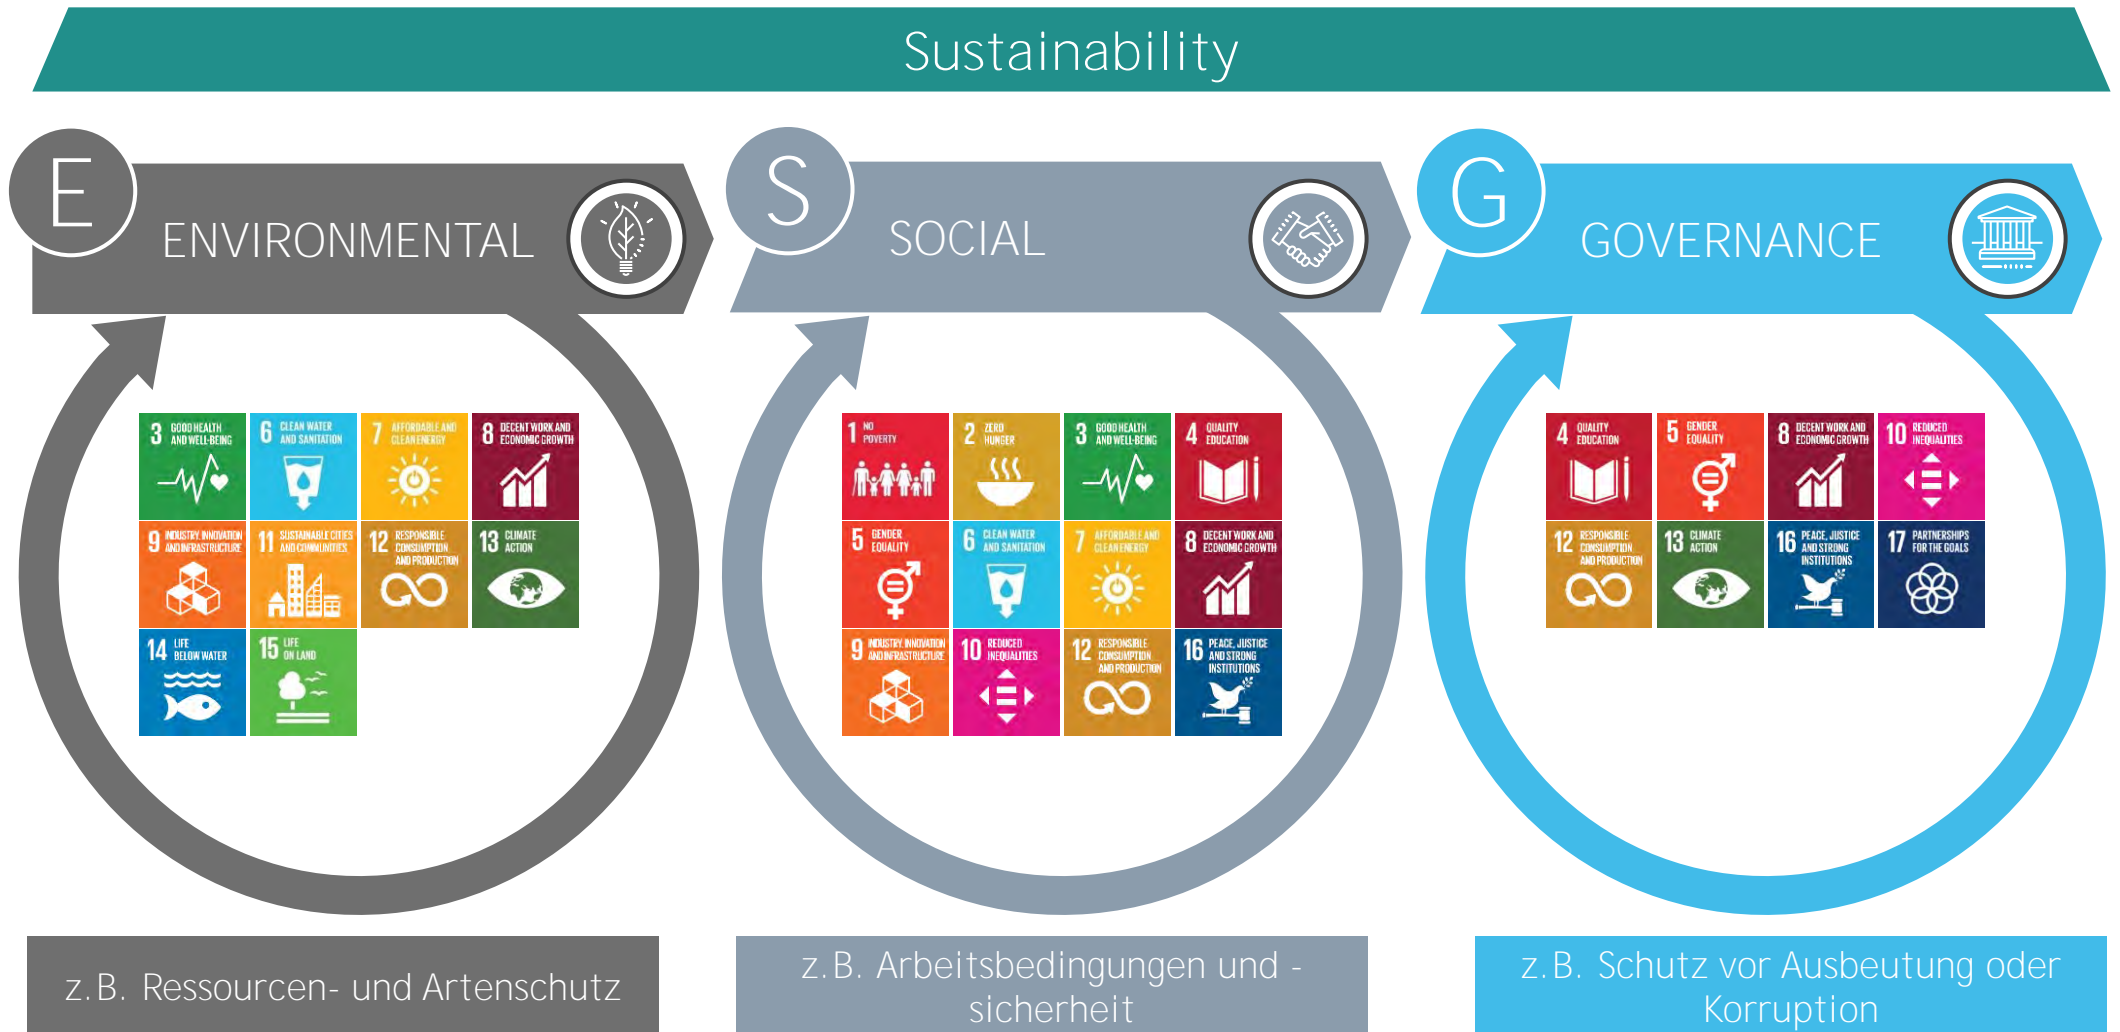 Sustainability
E
ENVIRONMENTAL
3 GOOD HEALTH
AND WELL-BEING
6 CLEAN WATER
AND SANITATION
7 AFFORDABLE AND
CLEAN ENERGY
8 DECENT WORK AND
ECONOMIC GROWTH
9 INDUSTRY, INNOVATION
AND INFRASTRUCTURE
11 SUSTAINABLE CITIES
AND COMMUNITIES
12 RESPONSIBLE
CONSUMPTION
AND PRODUCTION
13 CLIMATE
ACTION
14 LIFE
BELOW WATER
15 LIFE
ON LAND
z.B. Ressourcen- und Artenschutz
S
SOCIAL
1 NO
POVERTY
2 ZERO
HUNGER
3 GOOD HEALTH
AND WELL-BEING
4 QUALITY
EDUCATION
5 GENDER
EQUALITY
6 CLEAN WATER
AND SANITATION
7 AFFORDABLE AND
CLEAN ENERGY
8 DECENT WORK AND
ECONOMIC GROWTH
9 INDUSTRY, INNOVATION
AND INFRASTRUCTURE
10 REDUCED
INEQUALITIES
12 RESPONSIBLE
CONSUMPTION
AND PRODUCTION
16 PEACE, JUSTICE
AND STRONG
INSTITUTIONS
z.B. Arbeitsbedingungen und -
sicherheit
G
GOVERNANCE
4 QUALITY
EDUCATION
5 GENDER
EQUALITY
8 DECENT WORK AND
ECONOMIC GROWTH
10 REDUCED
INEQUALITIES
12 RESPONSIBLE
CONSUMPTION
AND PRODUCTION
13 CLIMATE
ACTION
16 PEACE, JUSTICE
AND STRONG
INSTITUTIONS
17 PARTNERSHIPS
FOR THE GOALS
z.B. Schutz vor Ausbeutung oder
Korruption